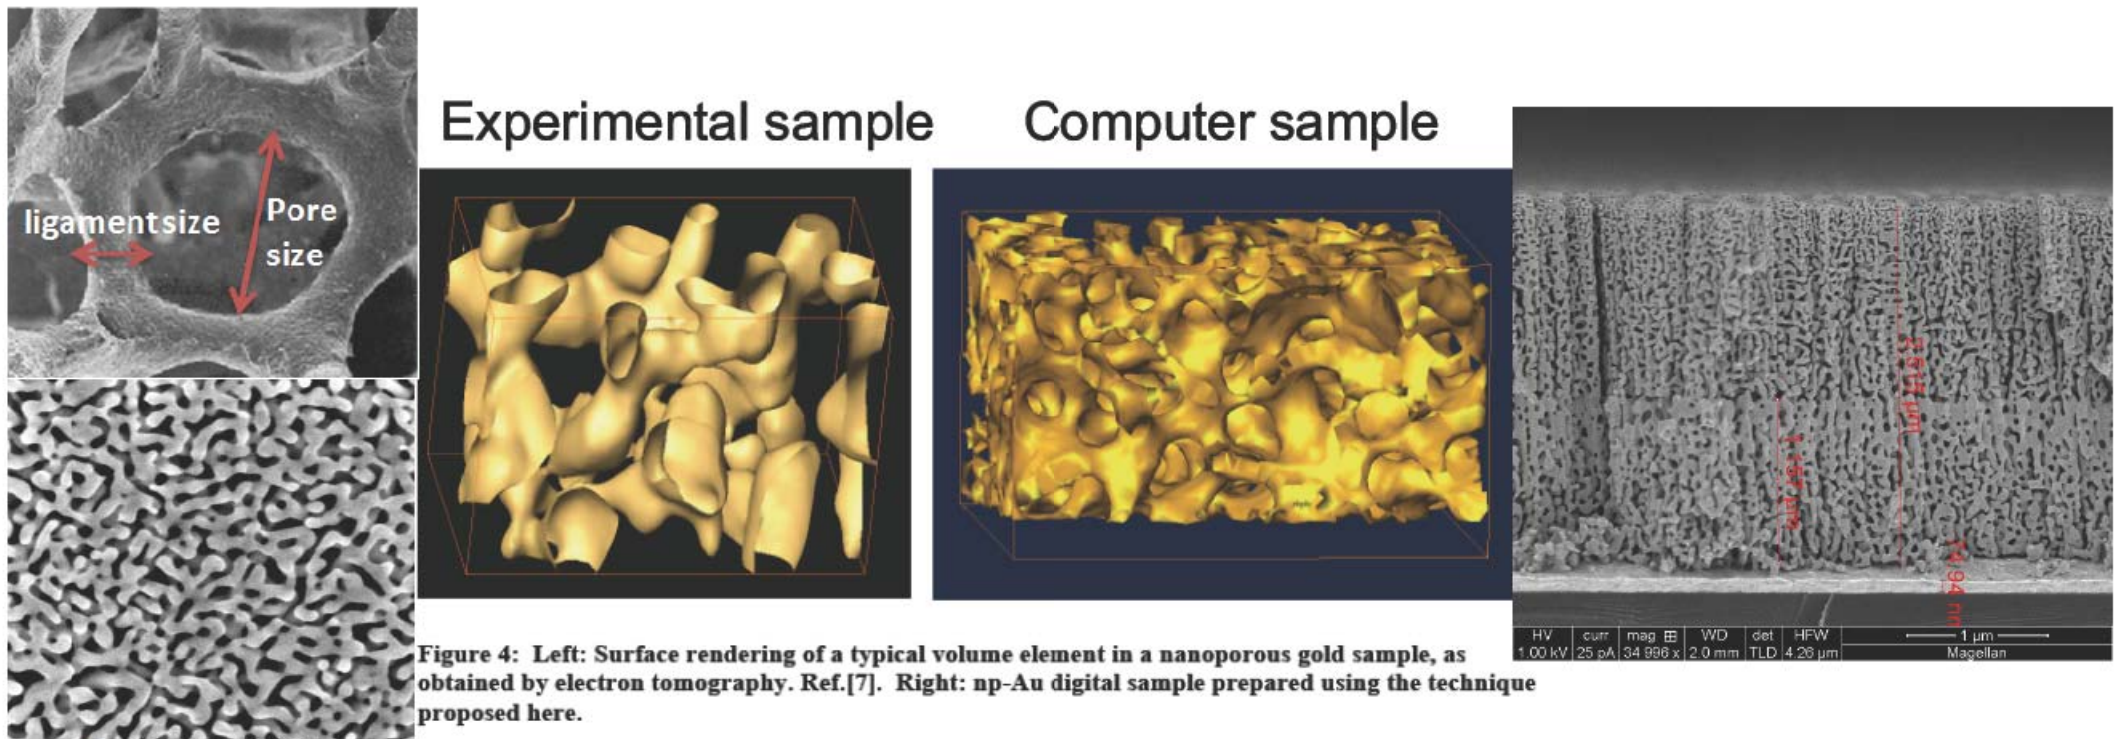 ligament size
Pore
size
Experimental sample
Computer sample
Figure 4: Left: Surface rendering of a typical volume element in a nanoporous gold sample, as
obtained by electron tomography. Ref.[7]. Right: np-Au digital sample prepared using the technique
proposed here.
74.94 nm
HV curr mag WD det HFW 1 µm
1.00 kV 25 pA 34 996 x 2.0 mm TLD 4.26 µm Magellan